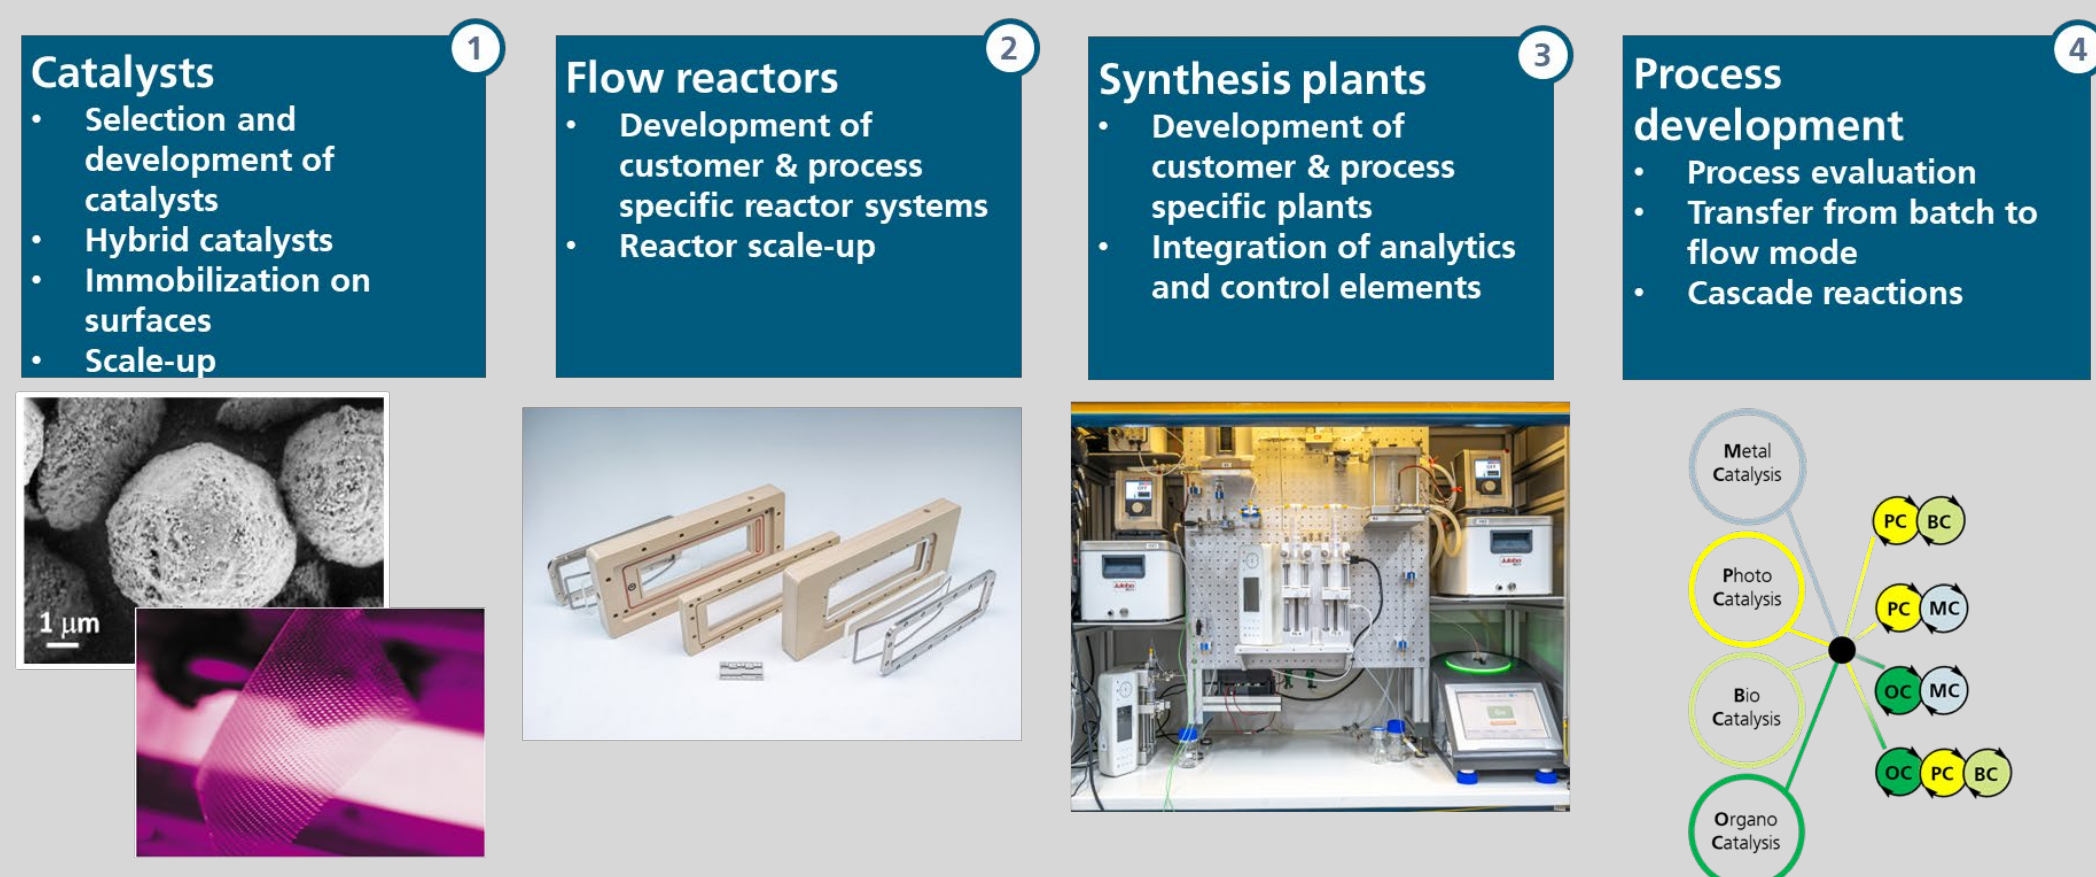 1
Catalysts
• Selection and
development of
catalysts
• Hybrid catalysts
• Immobilization on
surfaces
• Scale-up
1 µm
2
Flow reactors
• Development of
customer & process
specific reactor systems
• Reactor scale-up
3
Synthesis plants
• Development of
customer & process
specific plants
• Integration of analytics
and control elements
Julabo
Julabo
4
Process
development
• Process evaluation
• Transfer from batch to
flow mode
• Cascade reactions
Metal
Catalysis
Photo
Catalysis
Bio
Catalysis
Organo
Catalysis
PC BC
PC MC
OC MC
OC PC BC